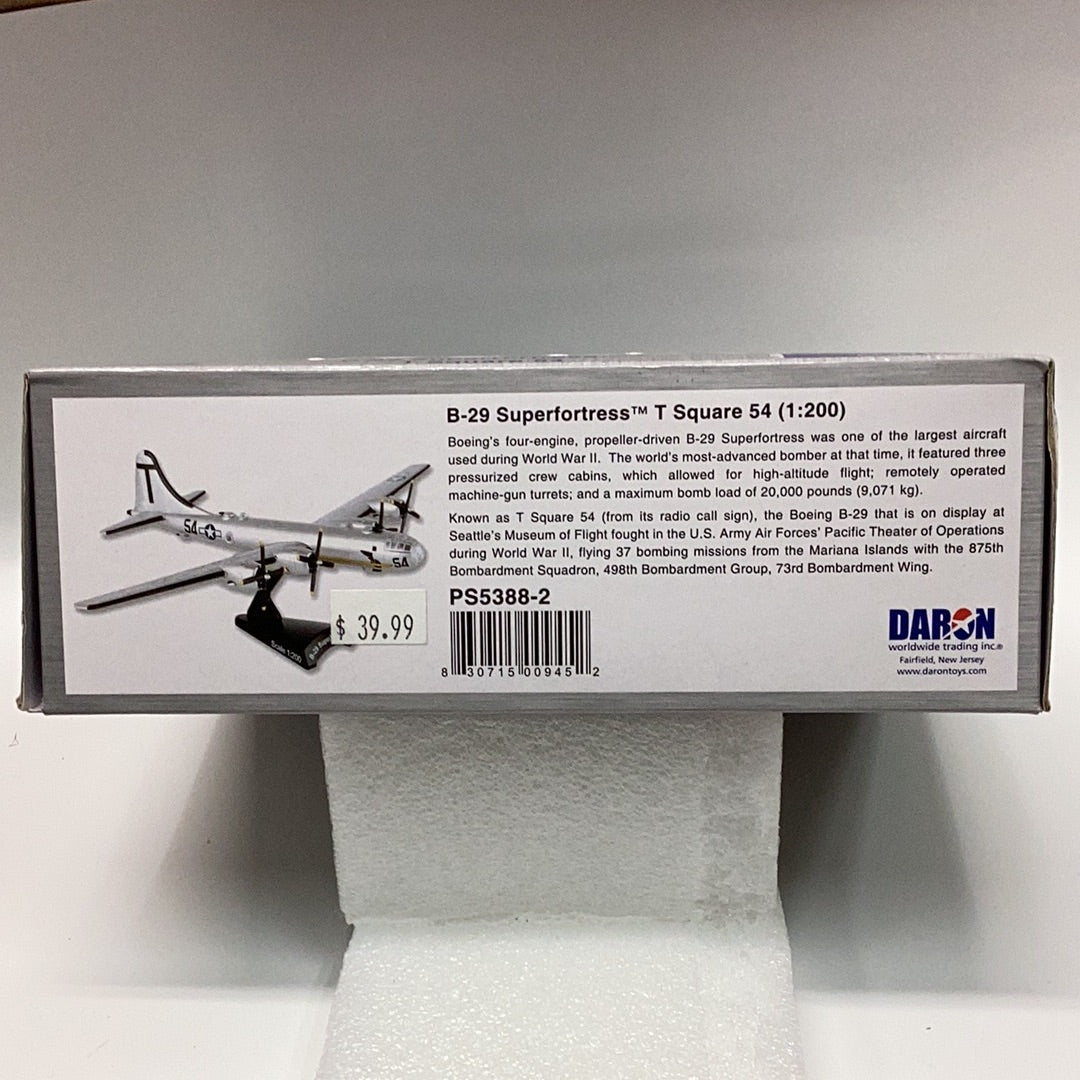 B-29 Superfortress™ T Square 54 (1:200)
Boeing's four-engine, propeller-driven B-29 Superfortress was one of the largest aircraft
used during World War II. The world's most-advanced bomber at that time, it featured three
pressurized crew cabins, which allowed for high-altitude flight; remotely operated
machine-gun turrets; and a maximum bomb load of 20,000 pounds (9,071 kg).
Known as T Square 54 (from its radio call sign), the Boeing B-29 that is on display at
Seattle's Museum of Flight fought in the U.S. Army Air Forces' Pacific Theater of Operations
during World War II, flying 37 bombing missions from the Mariana Islands with the 875th
Bombardment Squadron, 498th Bombardment Group, 73rd Bombardment Wing.
PS5388-2
8 30715 00945 2
T
54
54
Scale 1:200
B-29
$ 39.99
DARON
worldwide trading inc.®
Fairfield, New Jersey
www.darontoys.com